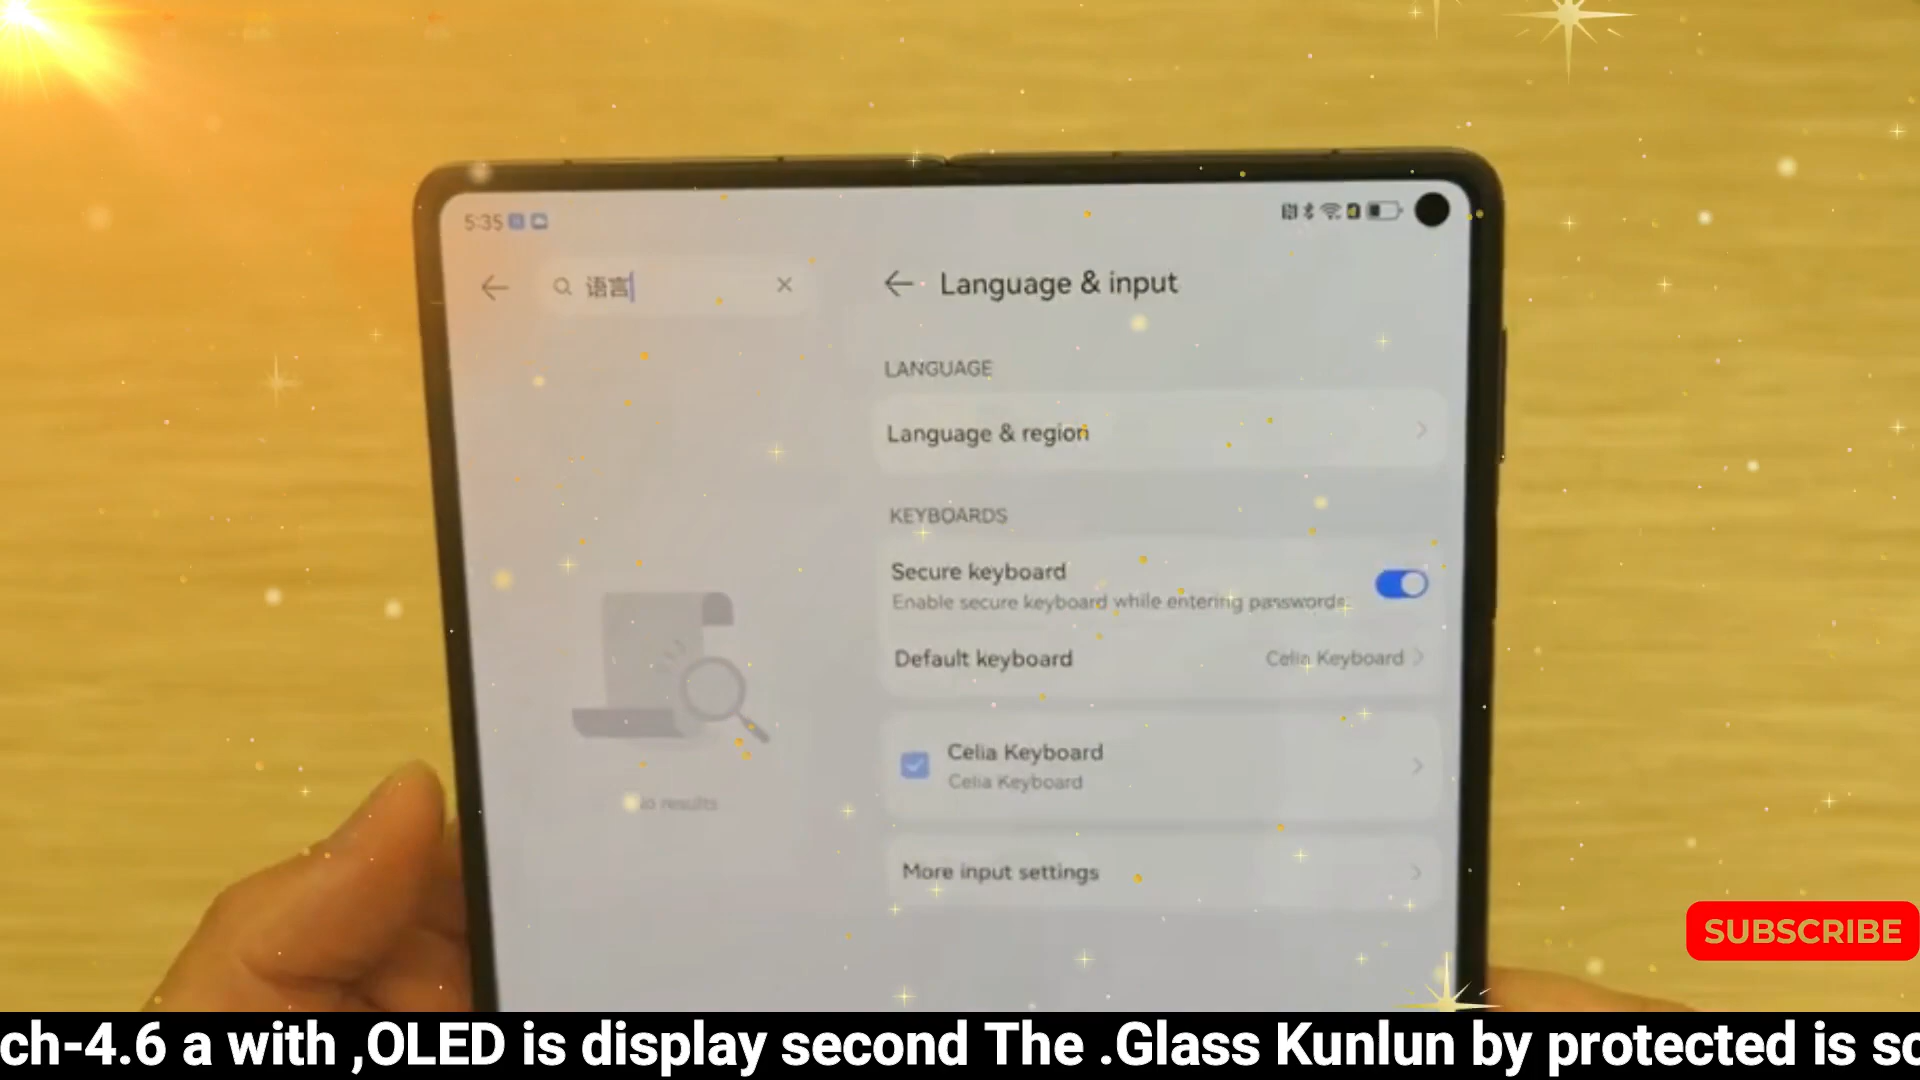 5:35
语言
Language & input
LANGUAGE
Language & region
KEYBOARDS
Secure keyboard
Enable secure keyboard while entering passwords.
Default keyboard
Celia Keyboard
Celia Keyboard
Celia Keyboard
More input settings
No results
SUBSCRIBE
ch-4.6 a with ,OLED is display second The .Glass Kunlun by protected is sc